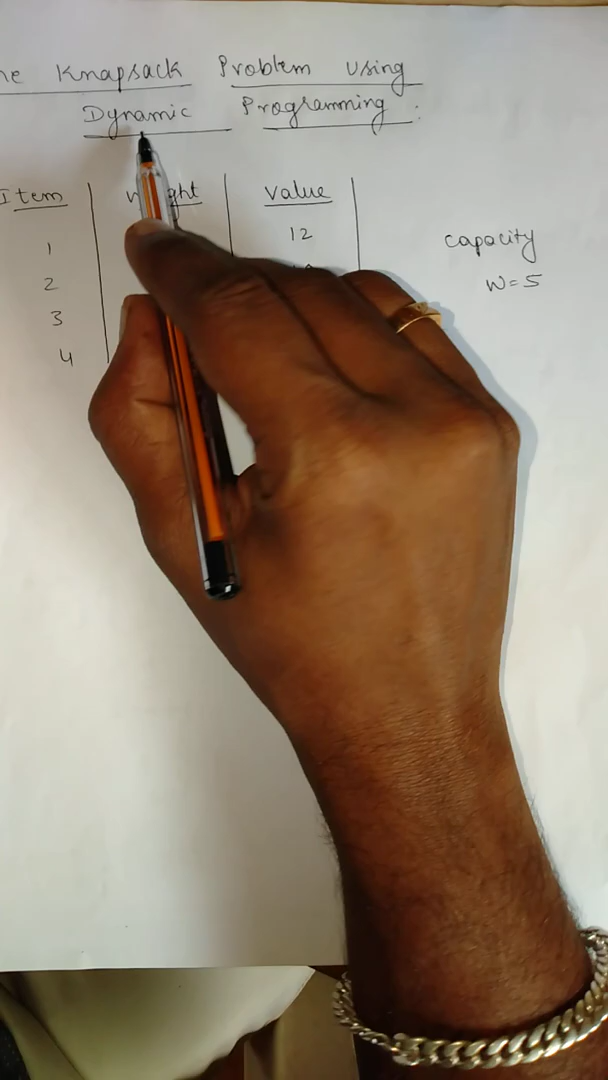 Knapsack Problem Using
Dynamic Programming :
Item Value
1 12
2
3
4
capacity
W=5